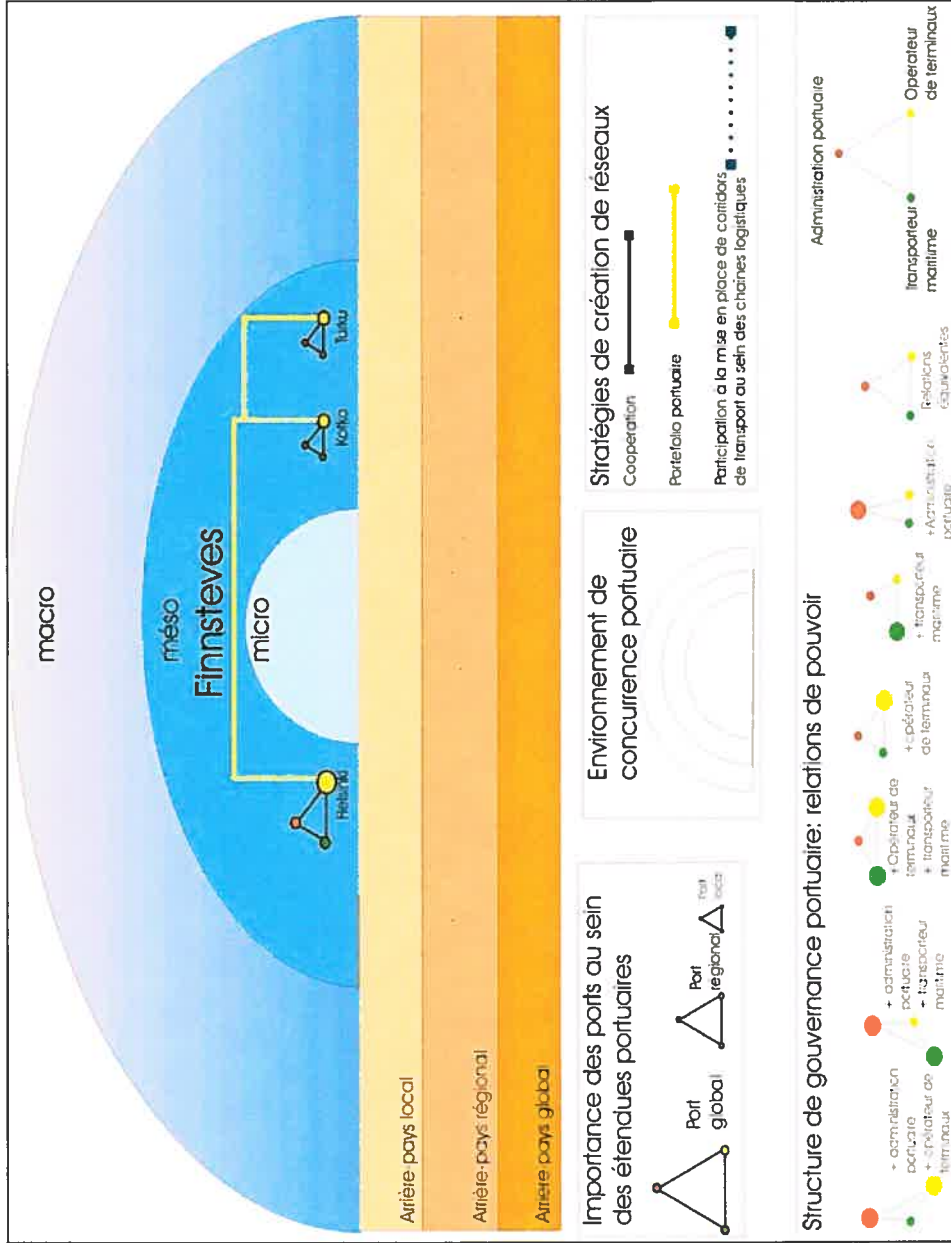 macro
méso
Finnsteves
micro
Helsinki
Kotka
Turku
Arrière-pays local
Arrière-pays régional
Arrière pays global
Importance des ports au sein
des étendues portuaires
Port
global
Port
régional
Port
local
Environnement de
concurrence portuaire
Stratégies de création de réseaux
Coopération
Portefolio portuaire
Participation à la mise en place de corridors
de transport au sein des chaînes logistiques
Structure de gouvernance portuaire: relations de pouvoir
+ administration
portuaire
+ opérateur de
terminaux
+ administration
portuaire
+ transporteur
maritime
+Opérateur de
terminaux
+ transporteur
maritime
+opérateur
de terminaux
+ transporteur
maritime
+Administration
portuaire
Relations
équivalentes
Administration portuaire
Transporteur
maritime
Operateur
de terminaux